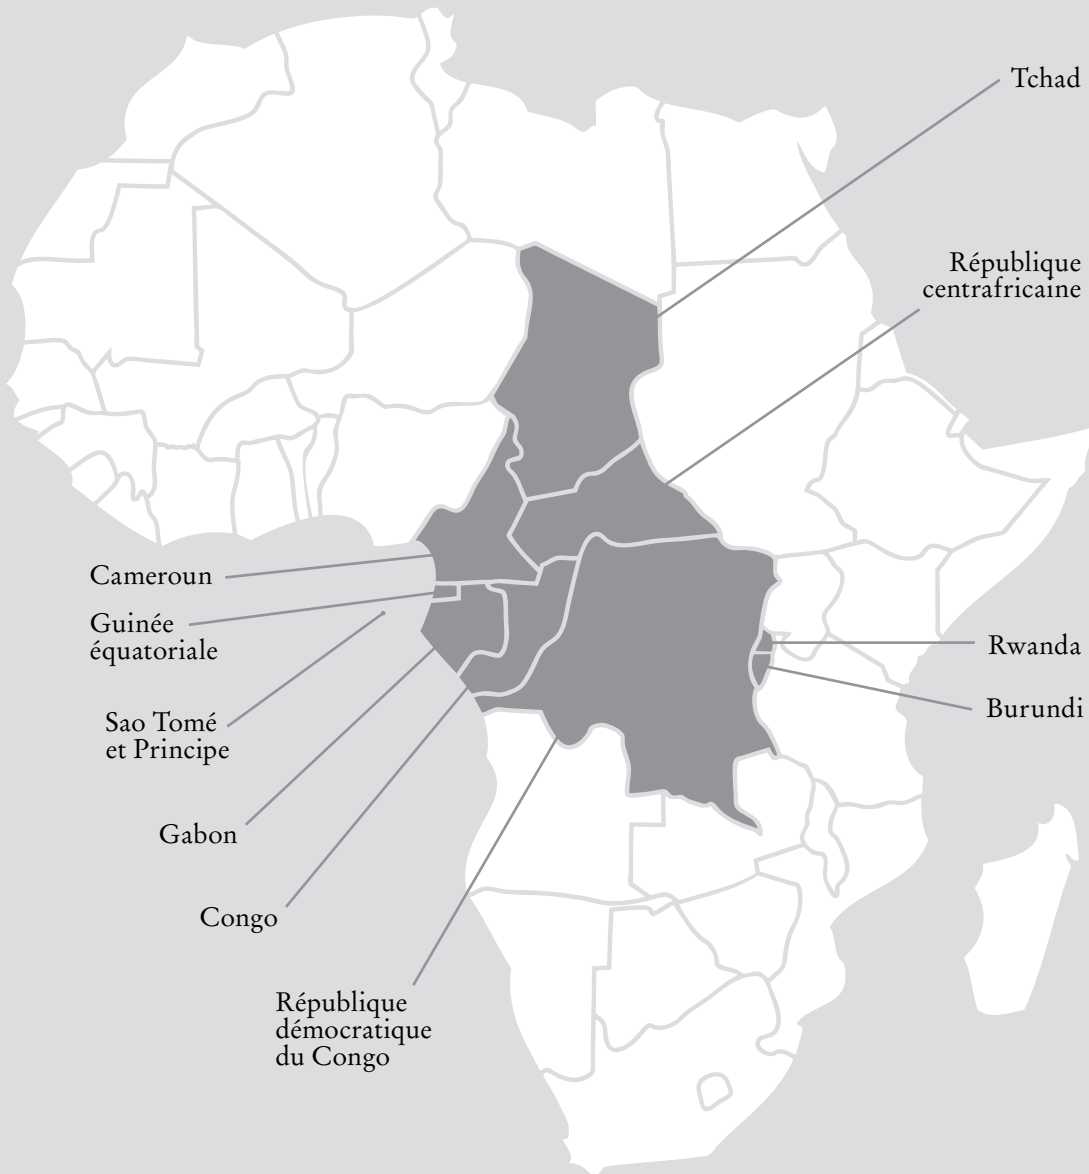 Tchad
République
centrafricaine
Cameroun
Guinée
équatoriale
Rwanda
Burundi
Sao Tomé
et Principe
Gabon
Congo
République
démocratique
du Congo